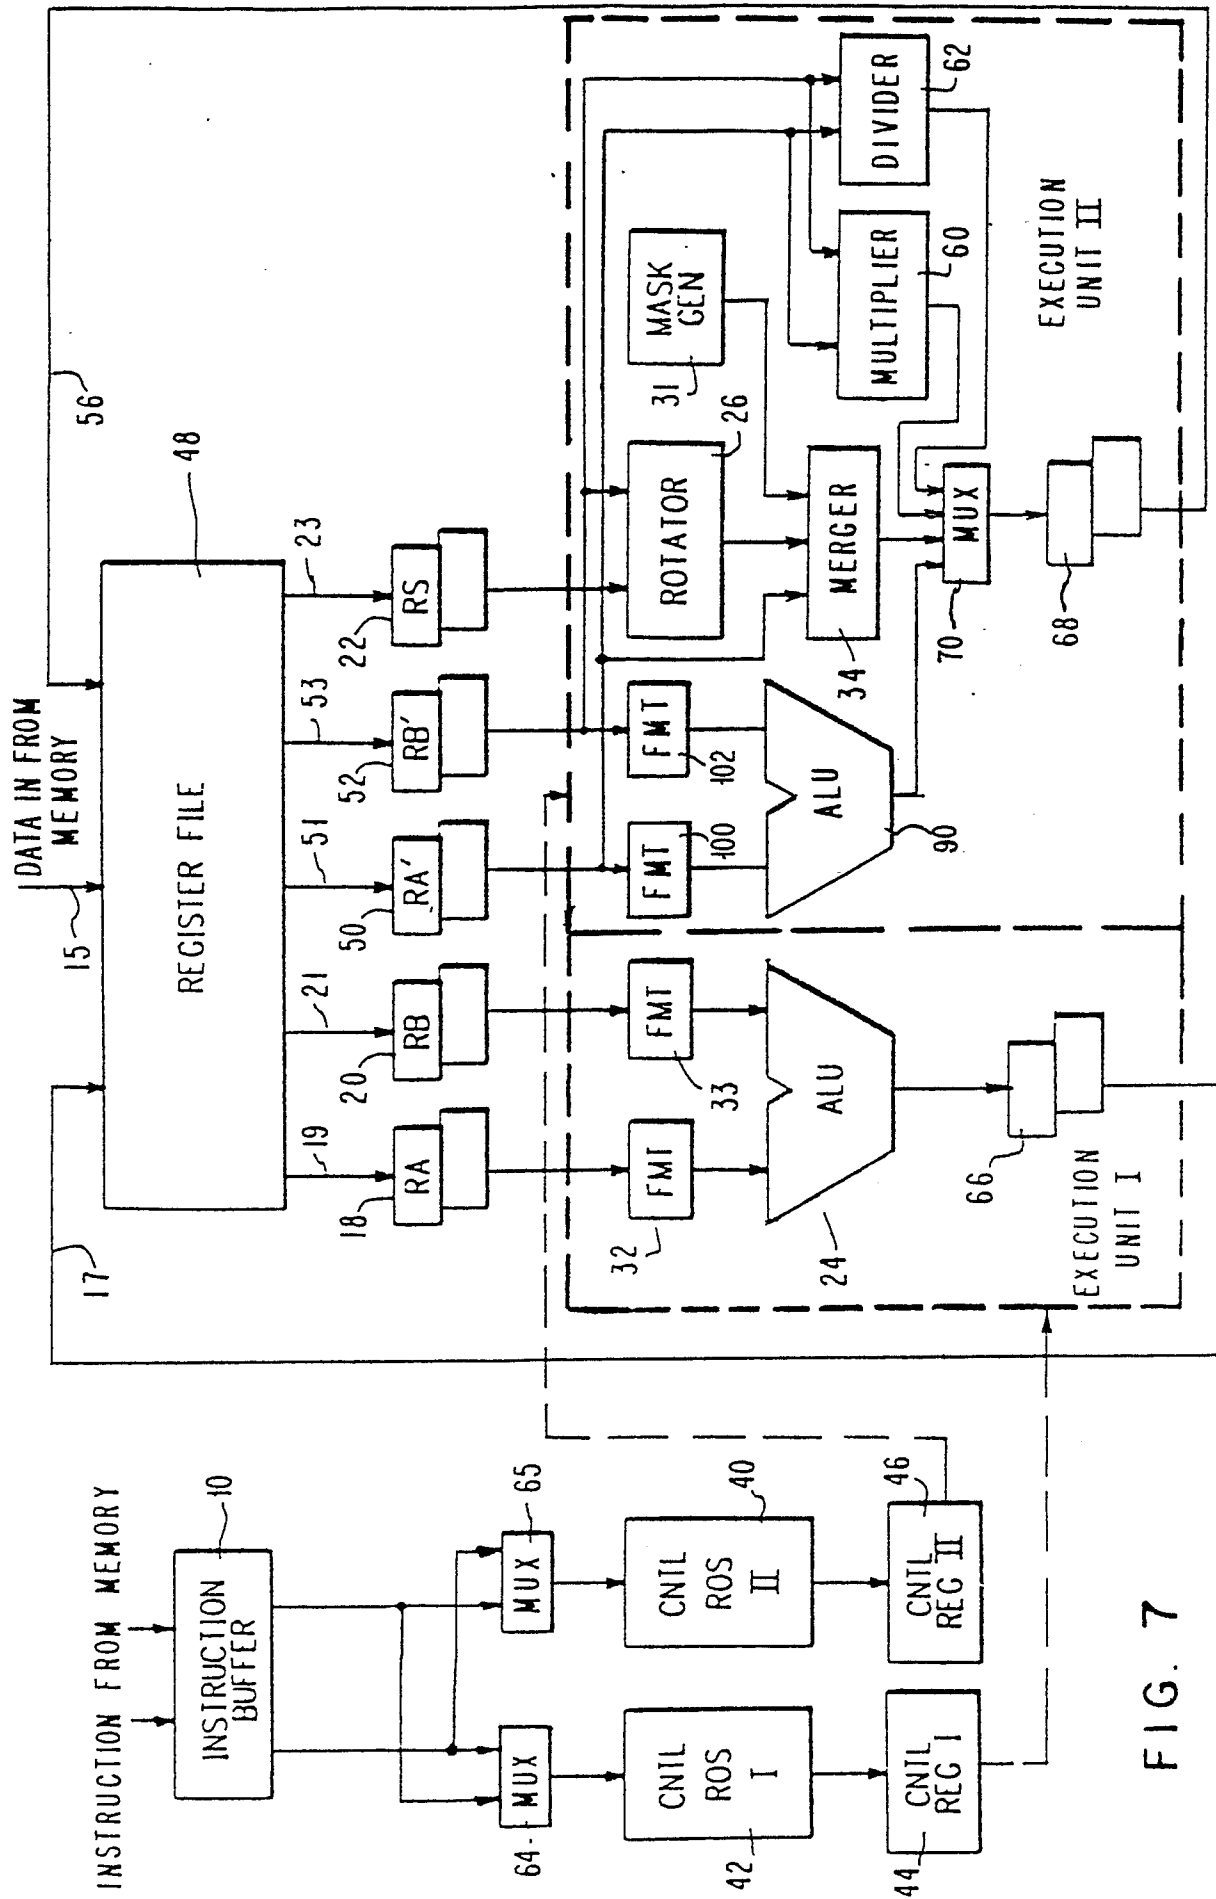 INSTRUCTION FROM MEMORY
10
INSTRUCTION
BUFFER
MUX
64
MUX
65
CNTL
ROS
I
42
CNTL
ROS
II
40
CNTL
REG I
44
CNTL
REG II
46
17
DATA IN FROM
MEMORY
15
56
REGISTER FILE
48
19
21
51
53
23
RA
18
RB
20
RA'
50
RB'
52
RS
22
FMT
32
FMT
33
FMT
100
FMT
102
ROTATOR
26
MASK
GEN
31
ALU
24
ALU
90
MERGER
34
MULTIPLIER
60
DIVIDER
62
MUX
70
66
68
EXECUTION
UNIT I
EXECUTION
UNIT II
FIG. 7